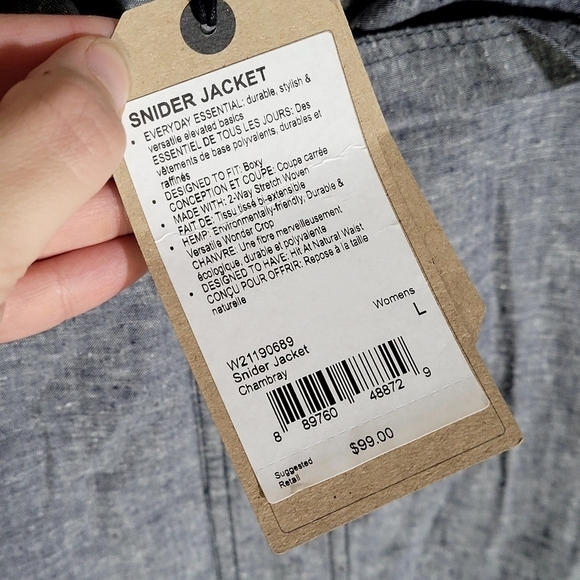 SNIDER JACKET
• EVERYDAY ESSENTIAL: durable, stylish &
versatile elevated basics
ESSENTIEL DE TOUS LES JOURS: Des
vêtements de base polyvalents, durables et
raffinés
• DESIGNED TO FIT: Boxy
CONCEPTION ET COUPE: Coupe carrée
• MADE WITH: 2-Way Stretch Woven
FAIT DE: Tissu tissé bi-extensible
• HEMP: Environmentally-friendly, Durable &
Versatile Wonder Crop
CHANVRE: Une fibre merveilleusement
écologique, durable et polyvalente
• DESIGNED TO HAVE: Hit At Natural Waist
CONÇU POUR OFFRIR: Repose à la taille
naturelle
Womens
L
W21190689
Snider Jacket
Chambray
8 89760 48872 9
$99.00
Suggested
Retail